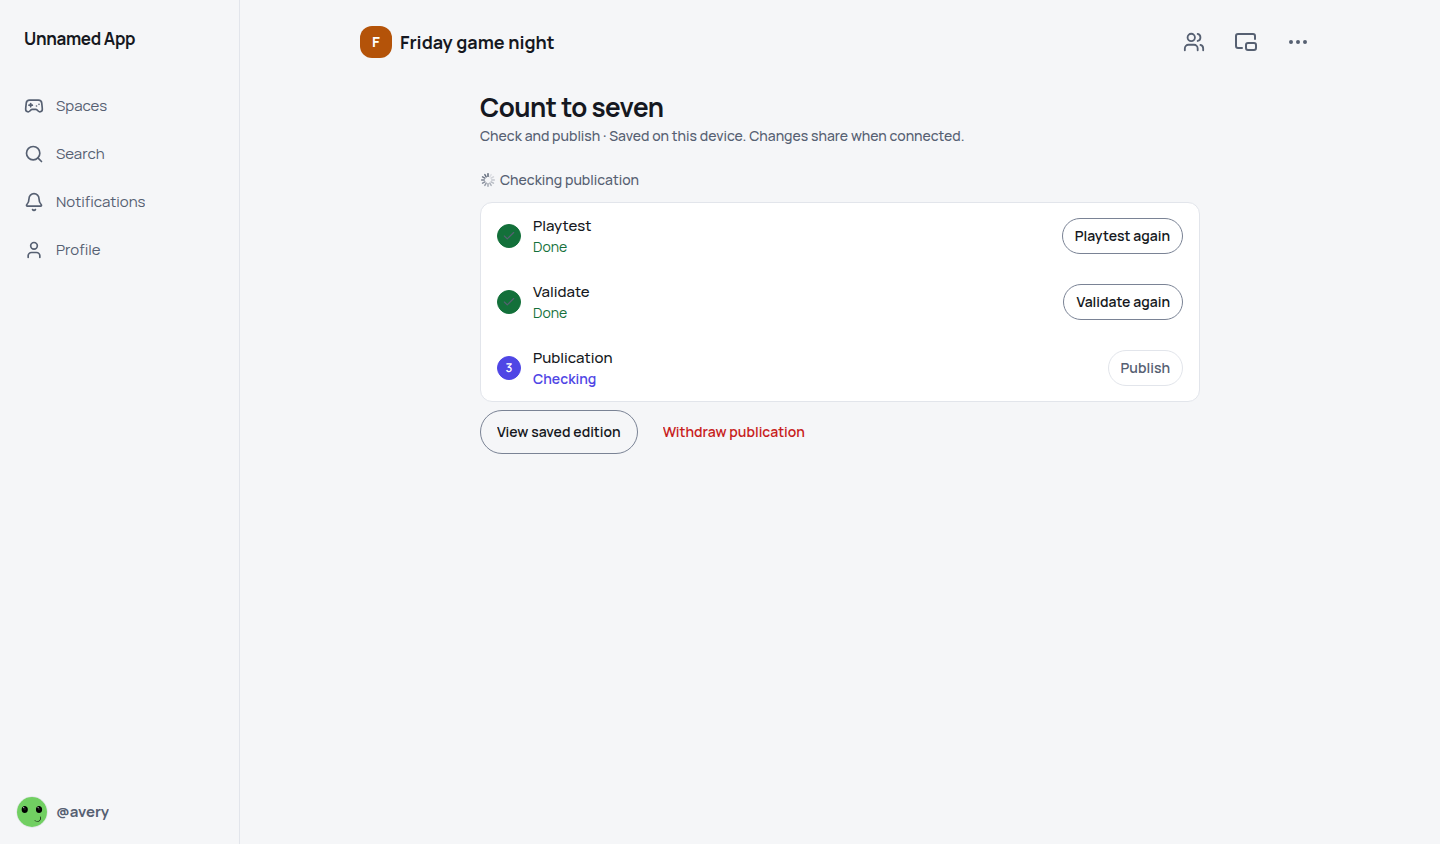 Unnamed App
Spaces
Search
Notifications
Profile
@avery
F
Friday game night
Count to seven
Check and publish · Saved on this device. Changes share when connected.
Checking publication
Playtest
Done
Playtest again
Validate
Done
Validate again
3
Publication
Checking
Publish
View saved edition
Withdraw publication